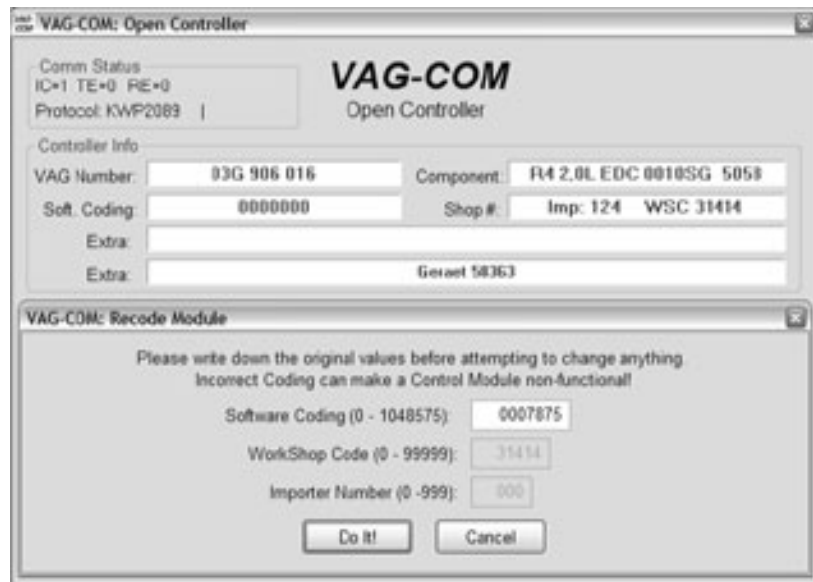 VAG-COM: Open Controller
Comm Status
IC=1 TE=0 RE=0
Protocol: KWP2089 |
VAG-COM
Open Controller
Controller Info
VAG Number: 03G 906 016 Component: R4 2,0L EDC 0010SG 5058
Soft. Coding: 0000000 Shop #: Imp: 124 WSC 31414
Extra:
Extra: Geraet 50363
VAG-COM: Recode Module
Please write down the original values before attempting to change anything.
Incorrect Coding can make a Control Module non-functional!
Software Coding (0 - 1048575): 0007875
WorkShop Code (0 - 99999): 31414
Importer Number (0 -999): 000
Do It! Cancel